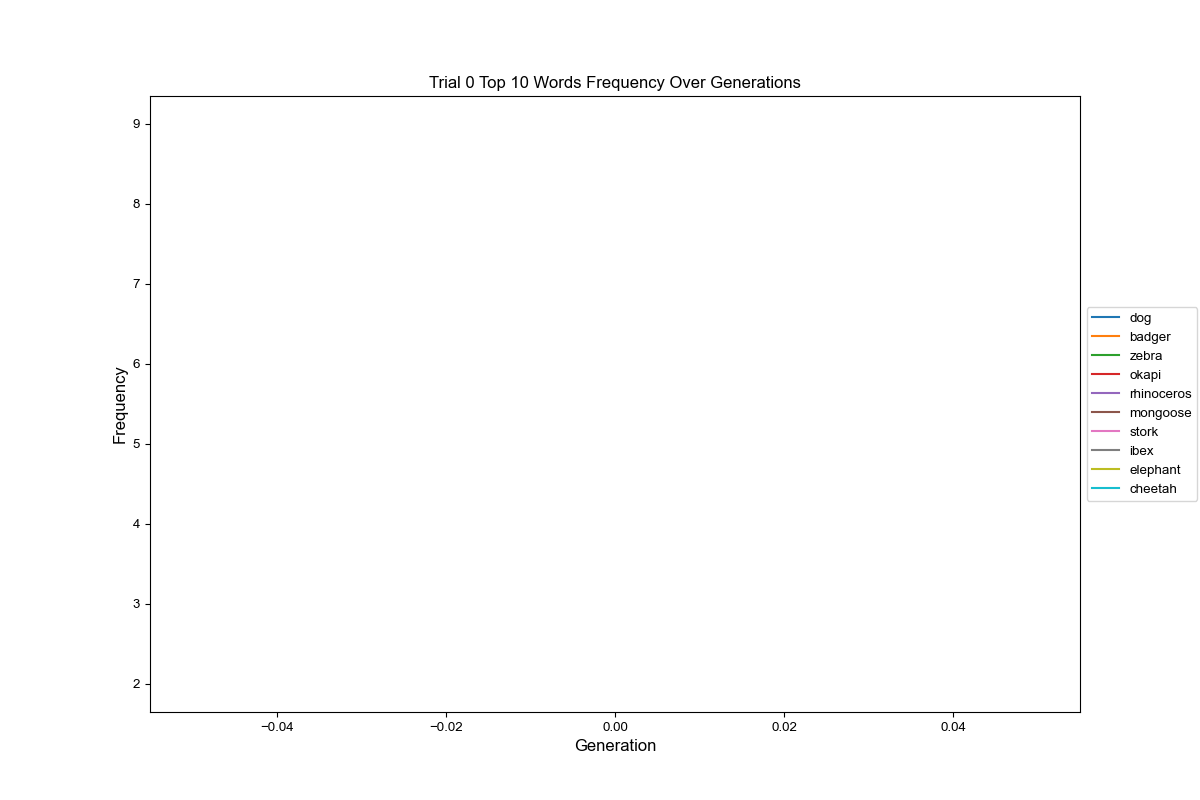 Trial 0 Top 10 Words Frequency Over Generations
9
8
7
6
5
4
3
2
Frequency
−0.04
−0.02
0.00
0.02
0.04
Generation
dog
badger
zebra
okapi
rhinoceros
mongoose
stork
ibex
elephant
cheetah